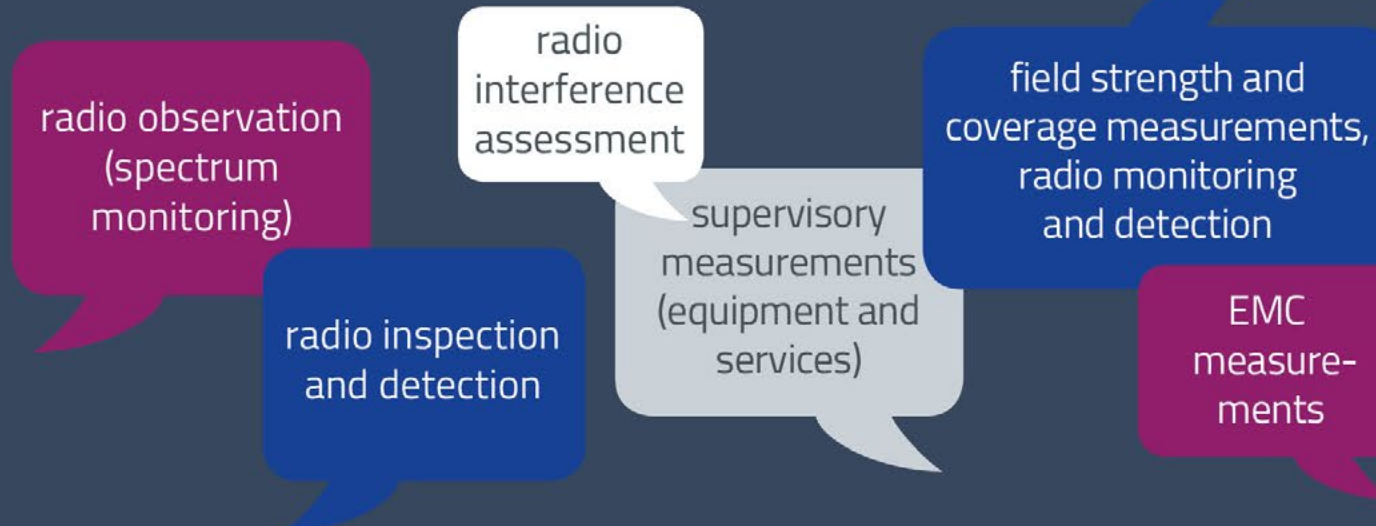 radio observation
(spectrum
monitoring)
radio inspection
and detection
radio
interference
assessment
supervisory
measurements
(equipment and
services)
field strength and
coverage measurements,
radio monitoring
and detection
EMC
measure-
ments